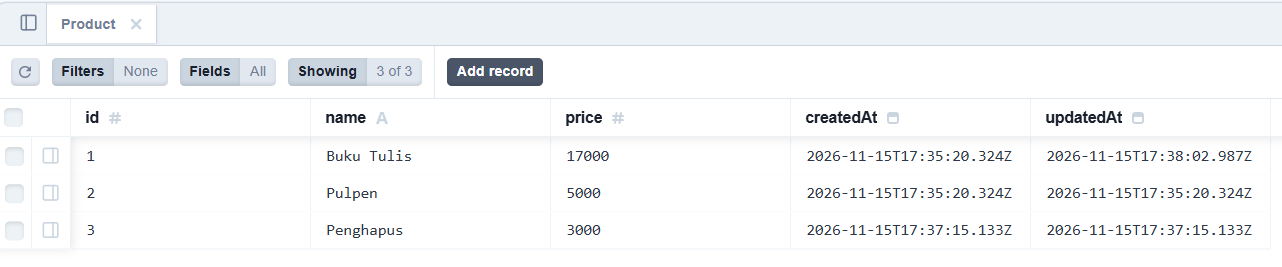 Product
Filters None Fields All Showing 3 of 3 Add record
id name price createdAt updatedAt
1 Buku Tulis 17000 2026-11-15T17:35:20.324Z 2026-11-15T17:38:02.987Z
2 Pulpen 5000 2026-11-15T17:35:20.324Z 2026-11-15T17:35:20.324Z
3 Penghapus 3000 2026-11-15T17:37:15.133Z 2026-11-15T17:37:15.133Z